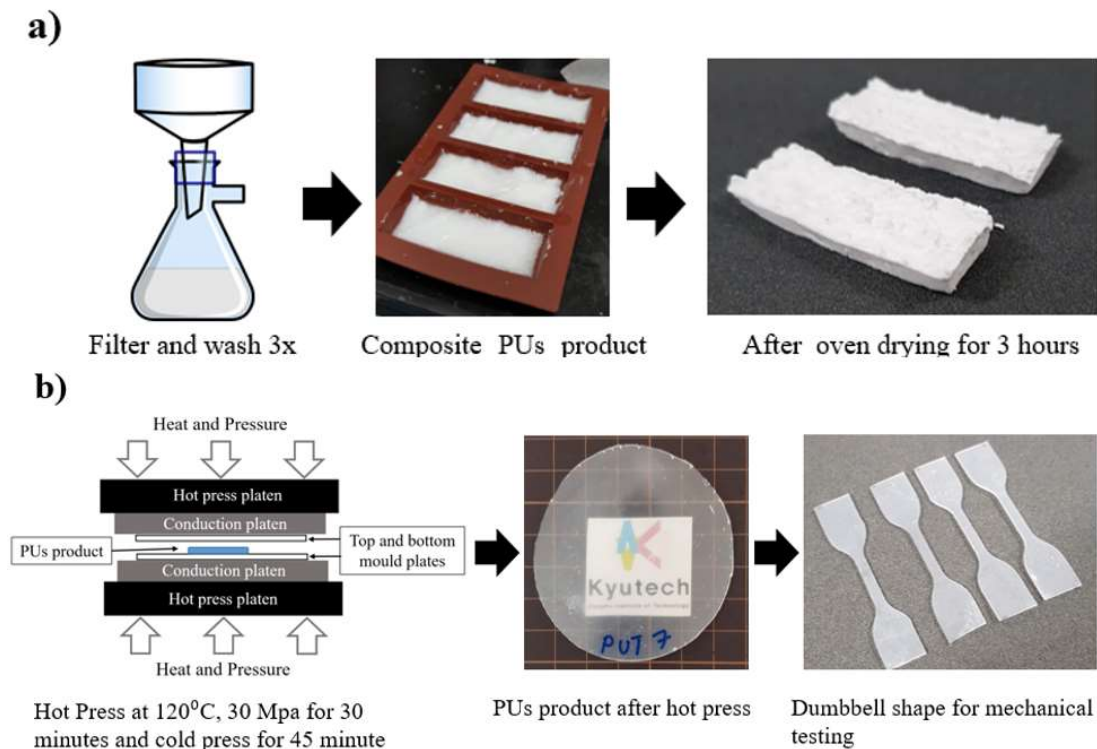 a)
Filter and wash 3x
Composite PUs product
After oven drying for 3 hours
b)
Heat and Pressure
Hot press platen
Conduction platen
PUs product
Top and bottom
mould plates
Conduction platen
Hot press platen
Heat and Pressure
Hot Press at 120⁰C, 30 Mpa for 30
minutes and cold press for 45 minute
Kyutech
PUT 7
PUs product after hot press
Dumbbell shape for mechanical
testing